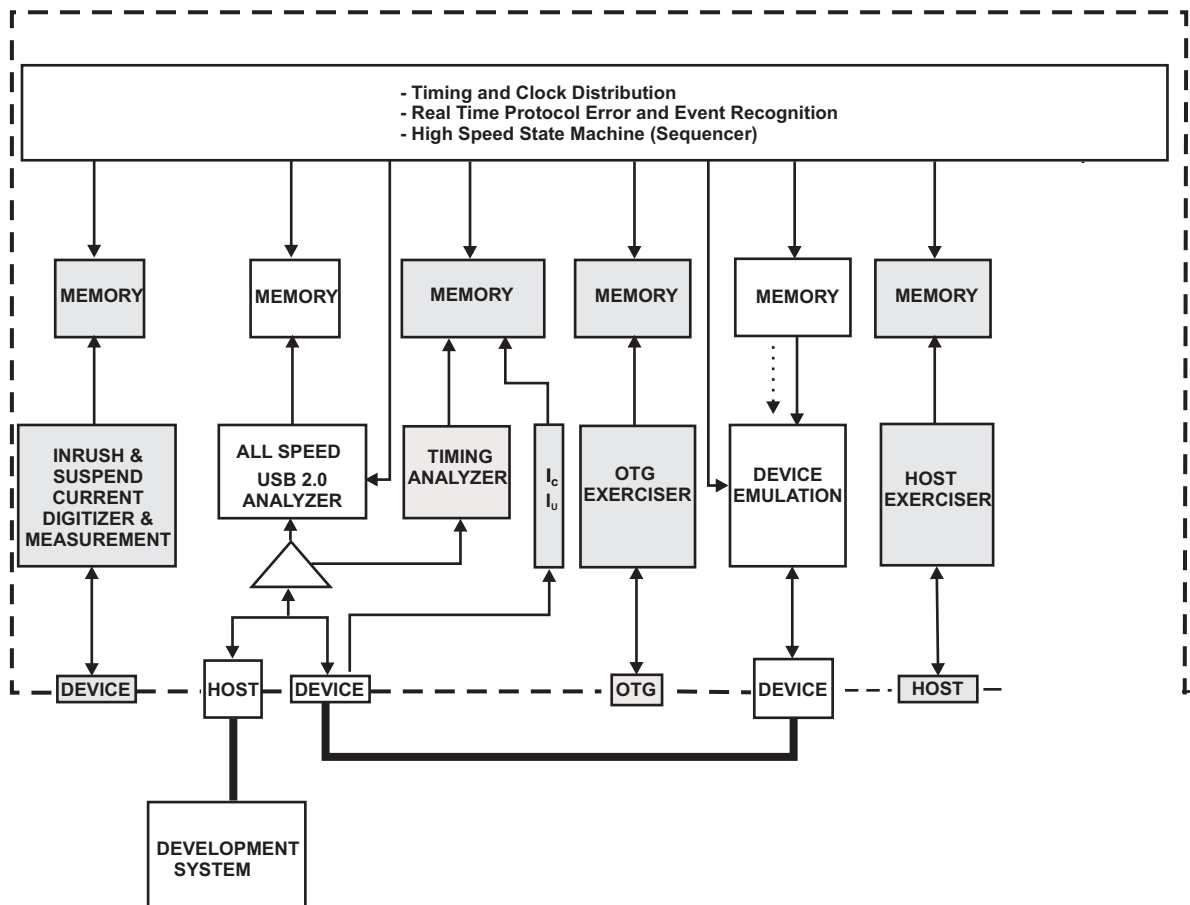 - Timing and Clock Distribution
- Real Time Protocol Error and Event Recognition
- High Speed State Machine (Sequencer)
MEMORY
MEMORY
MEMORY
MEMORY
MEMORY
MEMORY
INRUSH &
SUSPEND
CURRENT
DIGITIZER &
MEASUREMENT
ALL SPEED
USB 2.0
ANALYZER
TIMING
ANALYZER
Ic
IU
OTG
EXERCISER
DEVICE
EMULATION
HOST
EXERCISER
DEVICE
HOST
DEVICE
OTG
DEVICE
HOST
DEVELOPMENT
SYSTEM